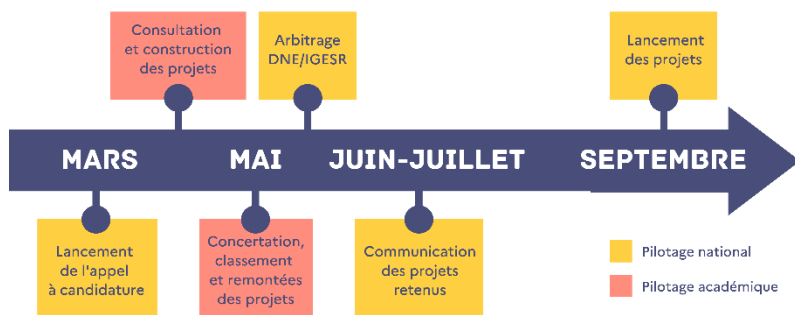 Consultation
et construction
des projets
Arbitrage
DNE/IGESR
Lancement
des projets
MARS
MAI
JUIN-JUILLET
SEPTEMBRE
Lancement
de l'appel
à candidature
Concertation,
classement
et remontées
des projets
Communication
des projets
retenus
Pilotage national
Pilotage académique